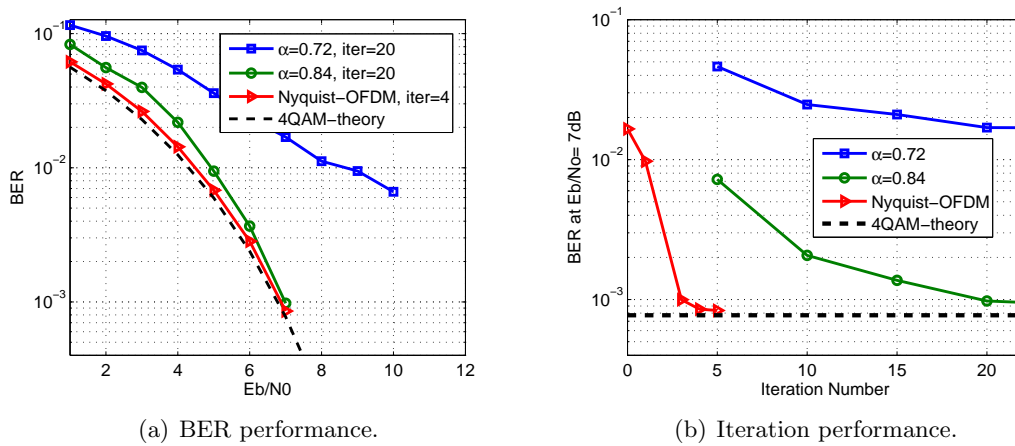 10⁻¹
10⁻²
10⁻³
BER
2 4 6 8 10 12
Eb/N0
α=0.72, iter=20
α=0.84, iter=20
Nyquist−OFDM, iter=4
4QAM−theory
(a) BER performance.
10⁻¹
10⁻²
10⁻³
BER at Eb/No= 7dB
0 5 10 15 20
Iteration Number
α=0.72
α=0.84
Nyquist−OFDM
4QAM−theory
(b) Iteration performance.